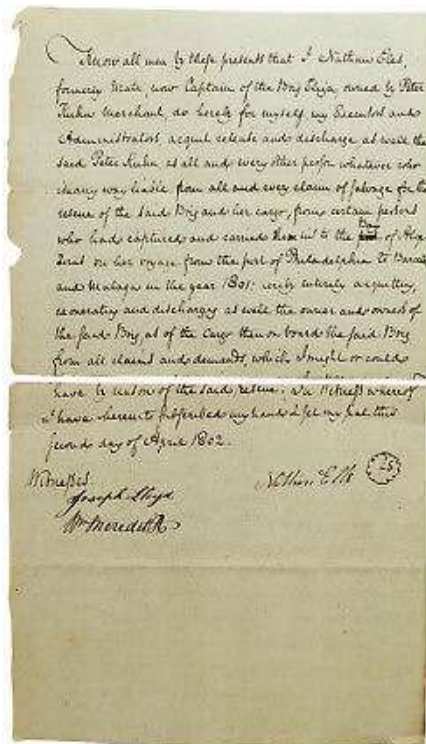 Know all men by these presents that I Nathan Eles,
formerly Mate now Captain of the Brig Eliza, owned by Peter
Kuhn Merchant, do hereby for myself my Executors and
Administrators acquit release and discharge as well the
said Peter Kuhn as all and every other person whatever who
is in any way liable from all and every claim of salvage for the
rescue of the said Brig and her cargo, from certain persons
who had captured and carried them into the Bay of
on her voyage from the port of Philadelphia to
and Malaga in the year 1801; hereby entirely acquitting,
exonerating and discharging as well the owner and owners of
the said Brig, as of the Cargo then on board the said Brig
from all claims and demands, which I might or could
have by reason of the said rescue. In Witness whereof
I have hereunto subscribed my hand & set my seal this
second day of April 1802.
Witnesses
Joseph Lloyd
Wm Meredith